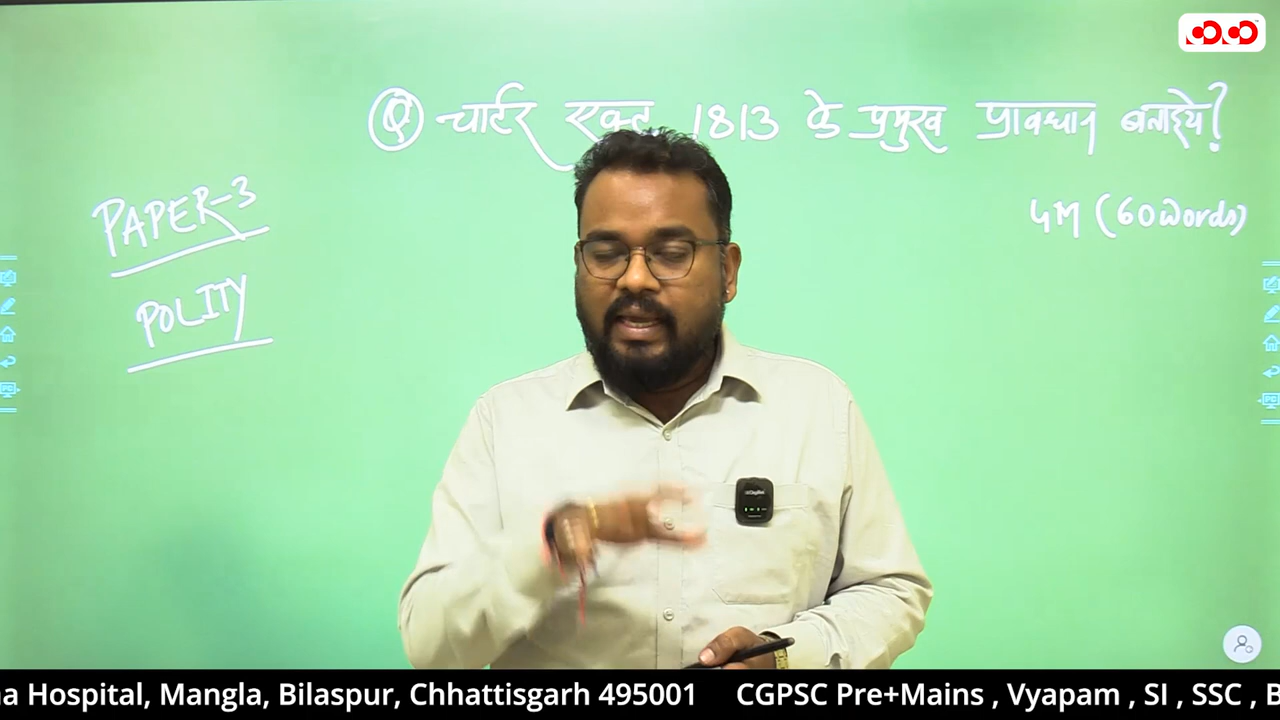 Q चार्टर एक्ट 1813 के प्रमुख प्रावधान बताइये?
4M (60 words)
PAPER-3
POLITY
na Hospital, Mangla, Bilaspur, Chhattisgarh 495001 CGPSC Pre+Mains , Vyapam , SI , SSC , B